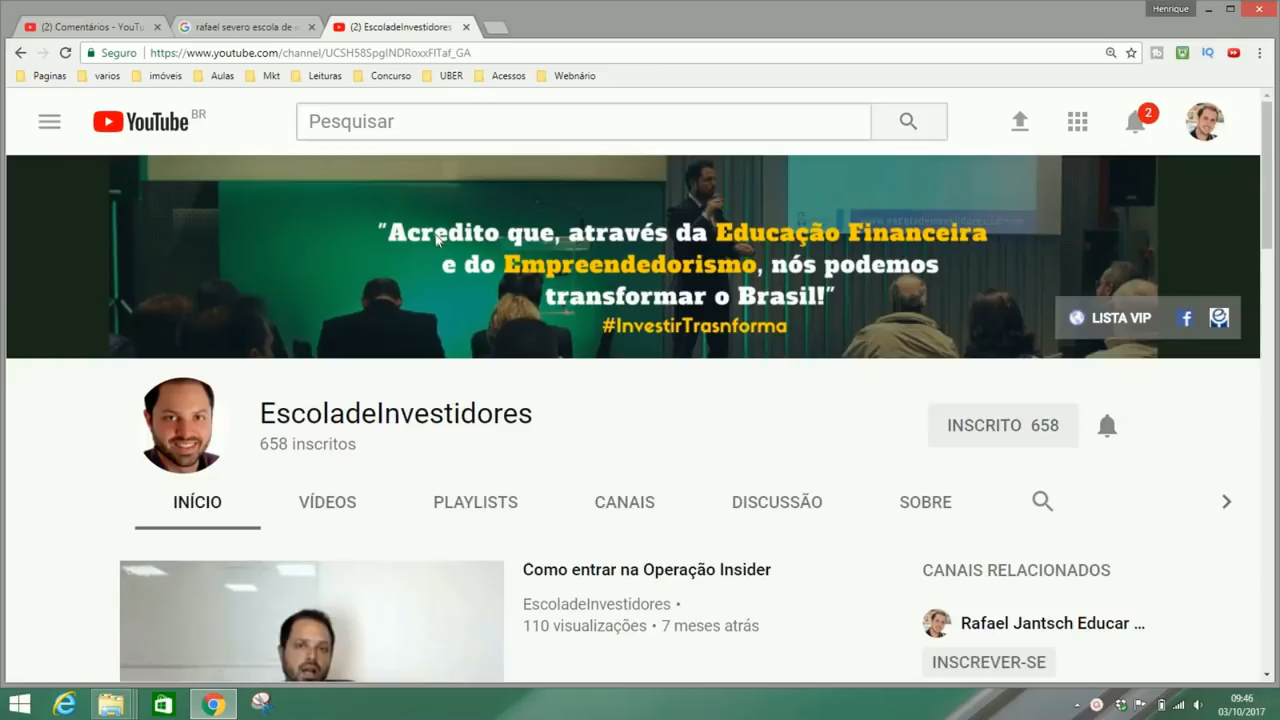 Henrique
(2) Comentários - YouTu
rafael severo escola de
(2) EscoladeInvestidores
Seguro
https://www.youtube.com/channel/UCSH58SpgINDRoxxFITaf_GA
IQ
Paginas
varios
imóveis
Aulas
Mkt
Leituras
Concurso
UBER
Acessos
Webnário
YouTube BR
Pesquisar
2
"Acredito que, através da Educação Financeira
e do Empreendedorismo, nós podemos
transformar o Brasil!"
#InvestirTrasnforma
LISTA VIP
EscoladeInvestidores
658 inscritos
INSCRITO 658
INÍCIO
VÍDEOS
PLAYLISTS
CANAIS
DISCUSSÃO
SOBRE
Como entrar na Operação Insider
EscoladeInvestidores •
110 visualizações • 7 meses atrás
CANAIS RELACIONADOS
Rafael Jantsch Educar ...
INSCREVER-SE
09:46
03/10/2017